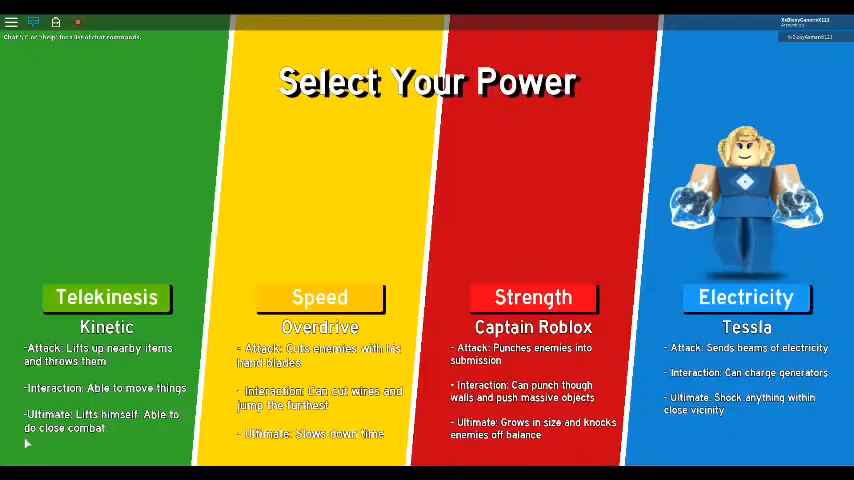 XxBloxyGamerxX123
Chat '/?' or '/help' for a list of chat commands.
Select Your Power
Telekinesis
Kinetic
-Attack: Lifts up nearby items
and throws them
-Interaction: Able to move things
-Ultimate: Lifts himself. Able to
do close combat
Speed
Overdrive
- Attack: Cuts enemies with his
hand blades
- Interaction: Can cut wires and
jump the furthest
- Ultimate: Slows down time
Strength
Captain Roblox
- Attack: Punches enemies into
submission
- Interaction: Can punch though
walls and push massive objects
- Ultimate: Grows in size and knocks
enemies off balance
Electricity
Tessla
- Attack: Sends beams of electricity
- Interaction: Can charge generators
- Ultimate: Shock anything within
close vicinity